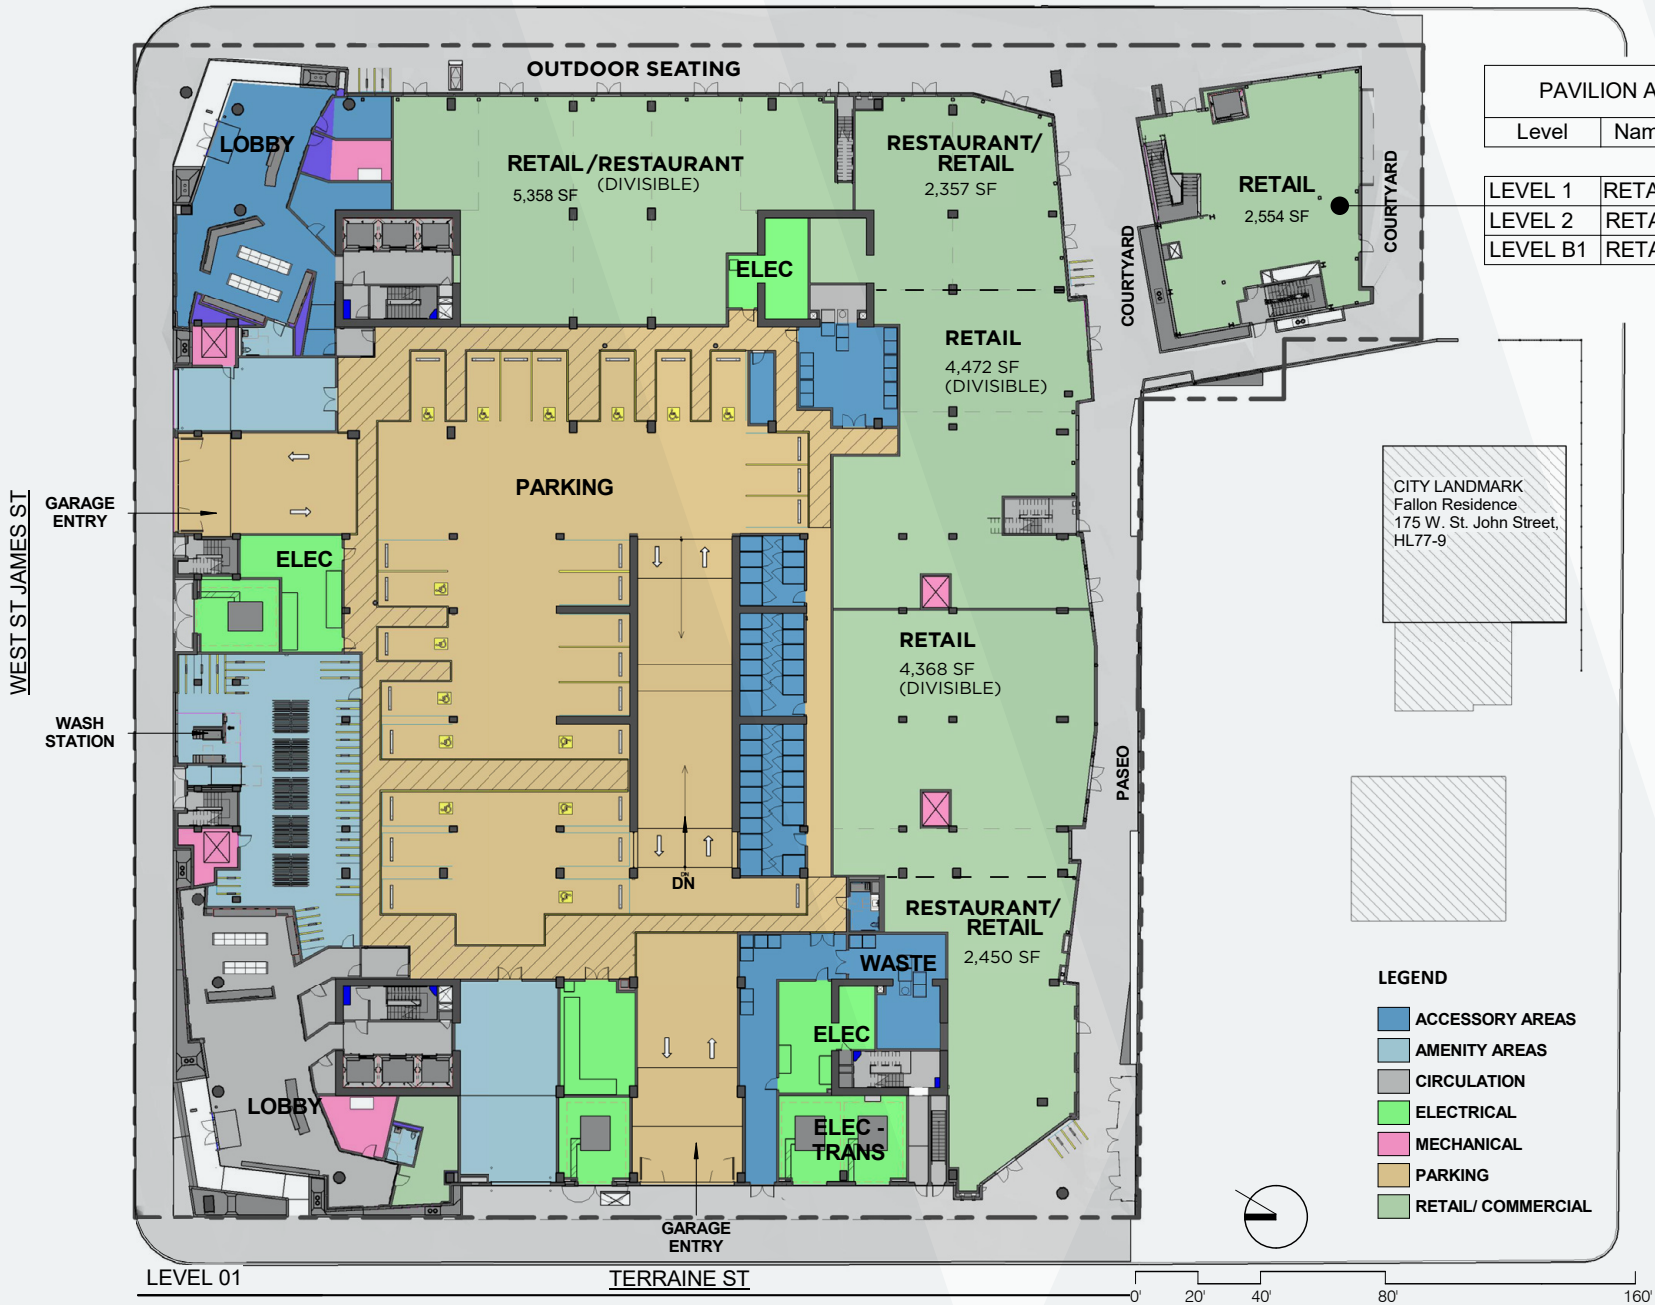 OUTDOOR SEATING
LOBBY
RETAIL/RESTAURANT
(DIVISIBLE)
5,358 SF
RESTAURANT/
RETAIL
2,357 SF
RETAIL
2,554 SF
COURTYARD
COURTYARD
PAVILION A
Level
LEVEL 1
LEVEL 2
LEVEL B1
ELEC
RETAIL
4,472 SF
(DIVISIBLE)
PARKING
WEST ST JAMES ST
GARAGE
ENTRY
ELEC
CITY LANDMARK
Fallon Residence
175 W. St. John Street,
HL77-9
RETAIL
4,368 SF
(DIVISIBLE)
WASH
STATION
PASEO
DN
DN
RESTAURANT/
RETAIL
2,450 SF
WASTE
ELEC
LOBBY
ELEC -
TRANS
LEGEND
ACCESSORY AREAS
AMENITY AREAS
CIRCULATION
ELECTRICAL
MECHANICAL
PARKING
RETAIL/ COMMERCIAL
GARAGE
ENTRY
LEVEL 01
TERRAINE ST
0'
20'
40'
80'
160'